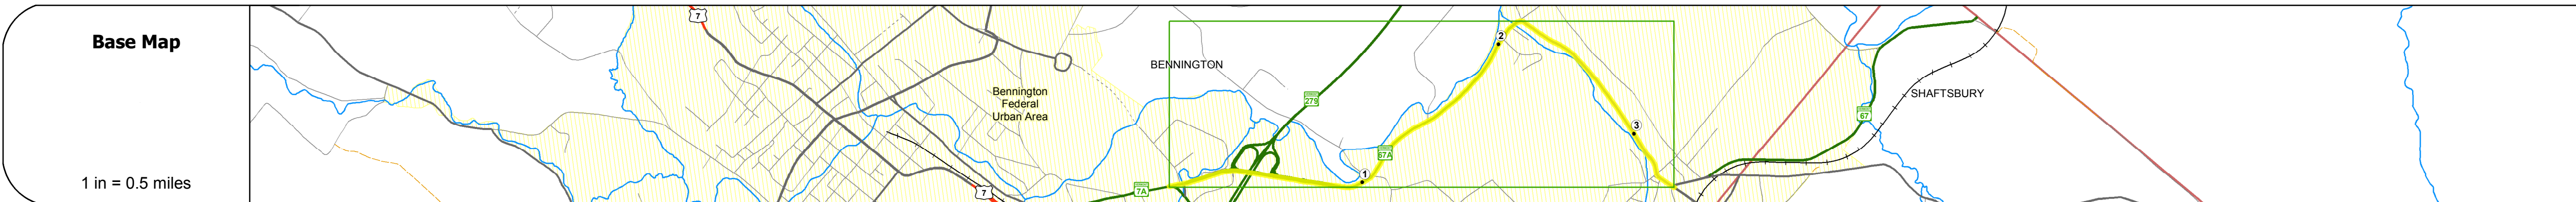 Base Map
1 in = 0.5 miles
7
BENNINGTON
Bennington
Federal
Urban Area
279
2
3
67A
1
7A
7
67
SHAFTSBURY